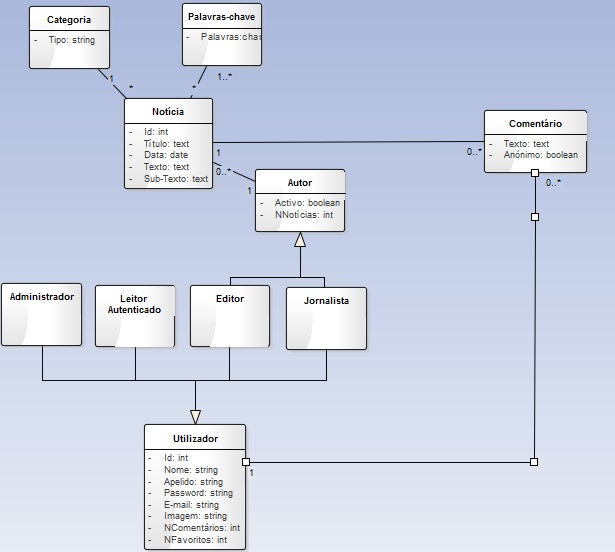 Categoria
- Tipo: string
Palavras-chave
- Palavras:char
1
*
*
1..*
Notícia
- Id: int
- Título: text
- Data: date
- Texto: text
- Sub-Texto: text
1
0..*
Comentário
- Texto: text
- Anónimo: boolean
0..*
0..*
1
Autor
- Activo: boolean
- NNotícias: int
Administrador
Leitor
Autenticado
Editor
Jornalista
Utilizador
- Id: int
- Nome: string
- Apelido: string
- Password: string
- E-mail: string
- Imagem: string
- NComentários: int
- NFavoritos: int
1